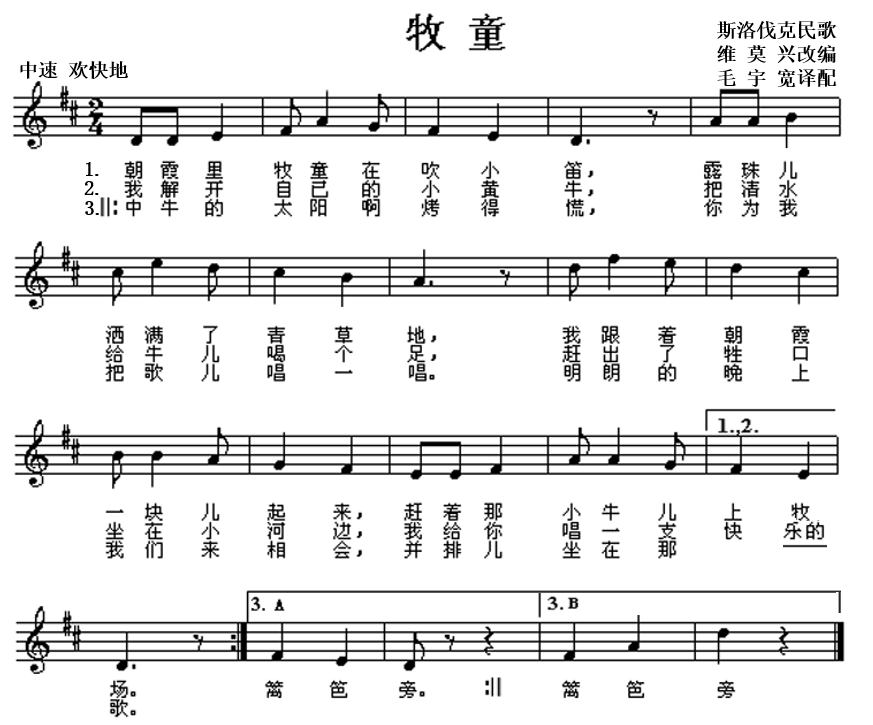 牧童
斯洛伐克民歌
维莫兴改编
毛宇宽译配
中速 欢快地
2
4
1. 朝霞里牧童在吹小笛，露珠儿
2. 我解开自己的小黄牛，把清水
3.||:中午的太阳啊烤得慌，你为我
洒满了青草地，我跟着朝霞
给牛儿喝个足，赶出了牲口
把歌儿唱一唱。明朗的晚上
1.,2.
一块儿起来，赶着那小牛儿上牧
坐在小河边，我给你唱一支快乐的
我们来相会，并排儿坐在那
3. A
3. B
场。篱笆旁。:||篱笆旁
歌。